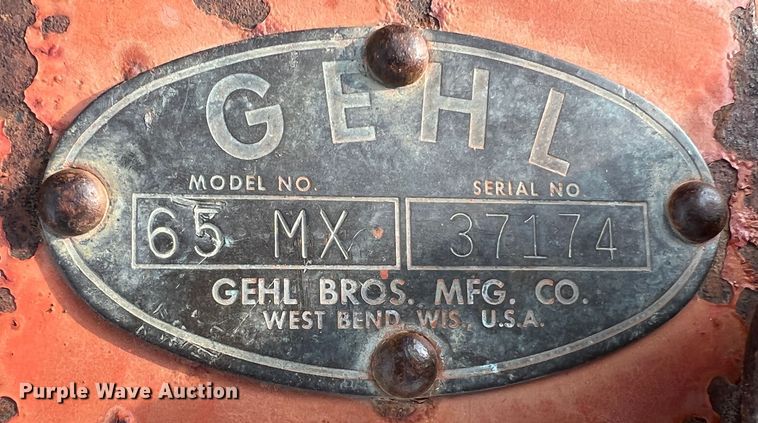 GEHL
MODEL NO. SERIAL NO
65 MX 37174
GEHL BROS. MFG. CO.
WEST BEND, WIS., U.S.A.
Purple Wave Auction